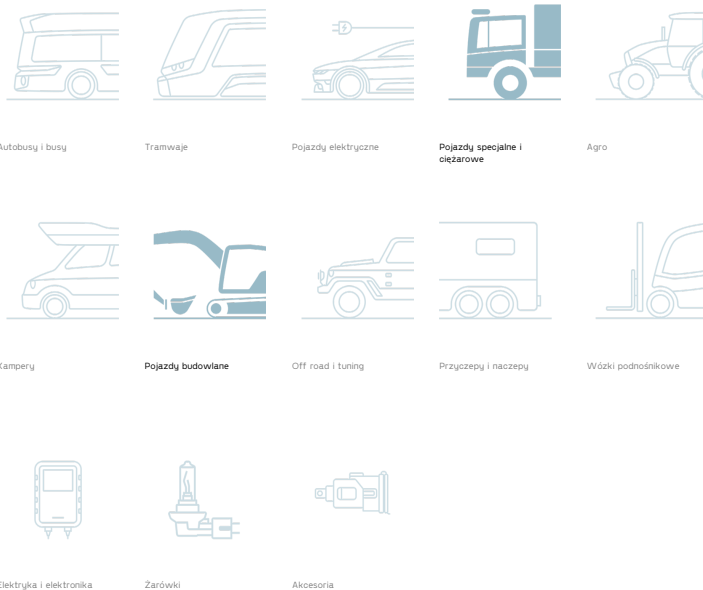 Autobusy i busy
Tramwaje
Pojazdy elektryczne
Pojazdy specjalne i
ciężarowe
Agro
Kampery
Pojazdy budowlane
Off road i tuning
Przyczepy i naczepy
Wózki podnośnikowe
Elektryka i elektronika
Żarówki
Akcesoria